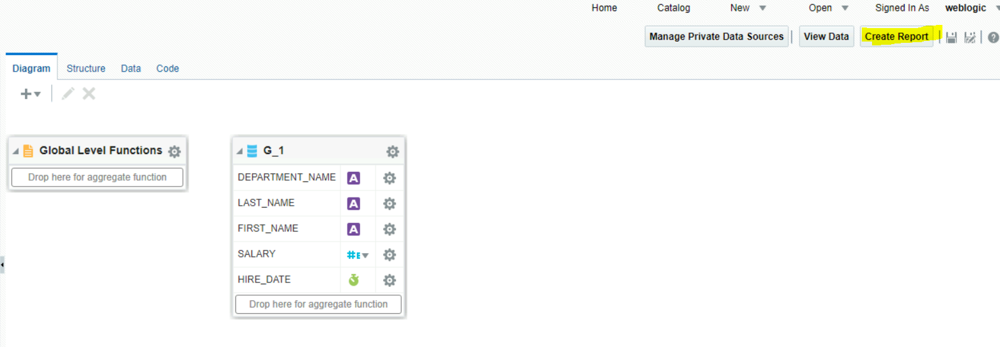 Home Catalog New Open Signed In As weblogic
Manage Private Data Sources View Data Create Report
Diagram Structure Data Code
Global Level Functions
Drop here for aggregate function
G_1
DEPARTMENT_NAME A
LAST_NAME A
FIRST_NAME A
SALARY #
HIRE_DATE
Drop here for aggregate function